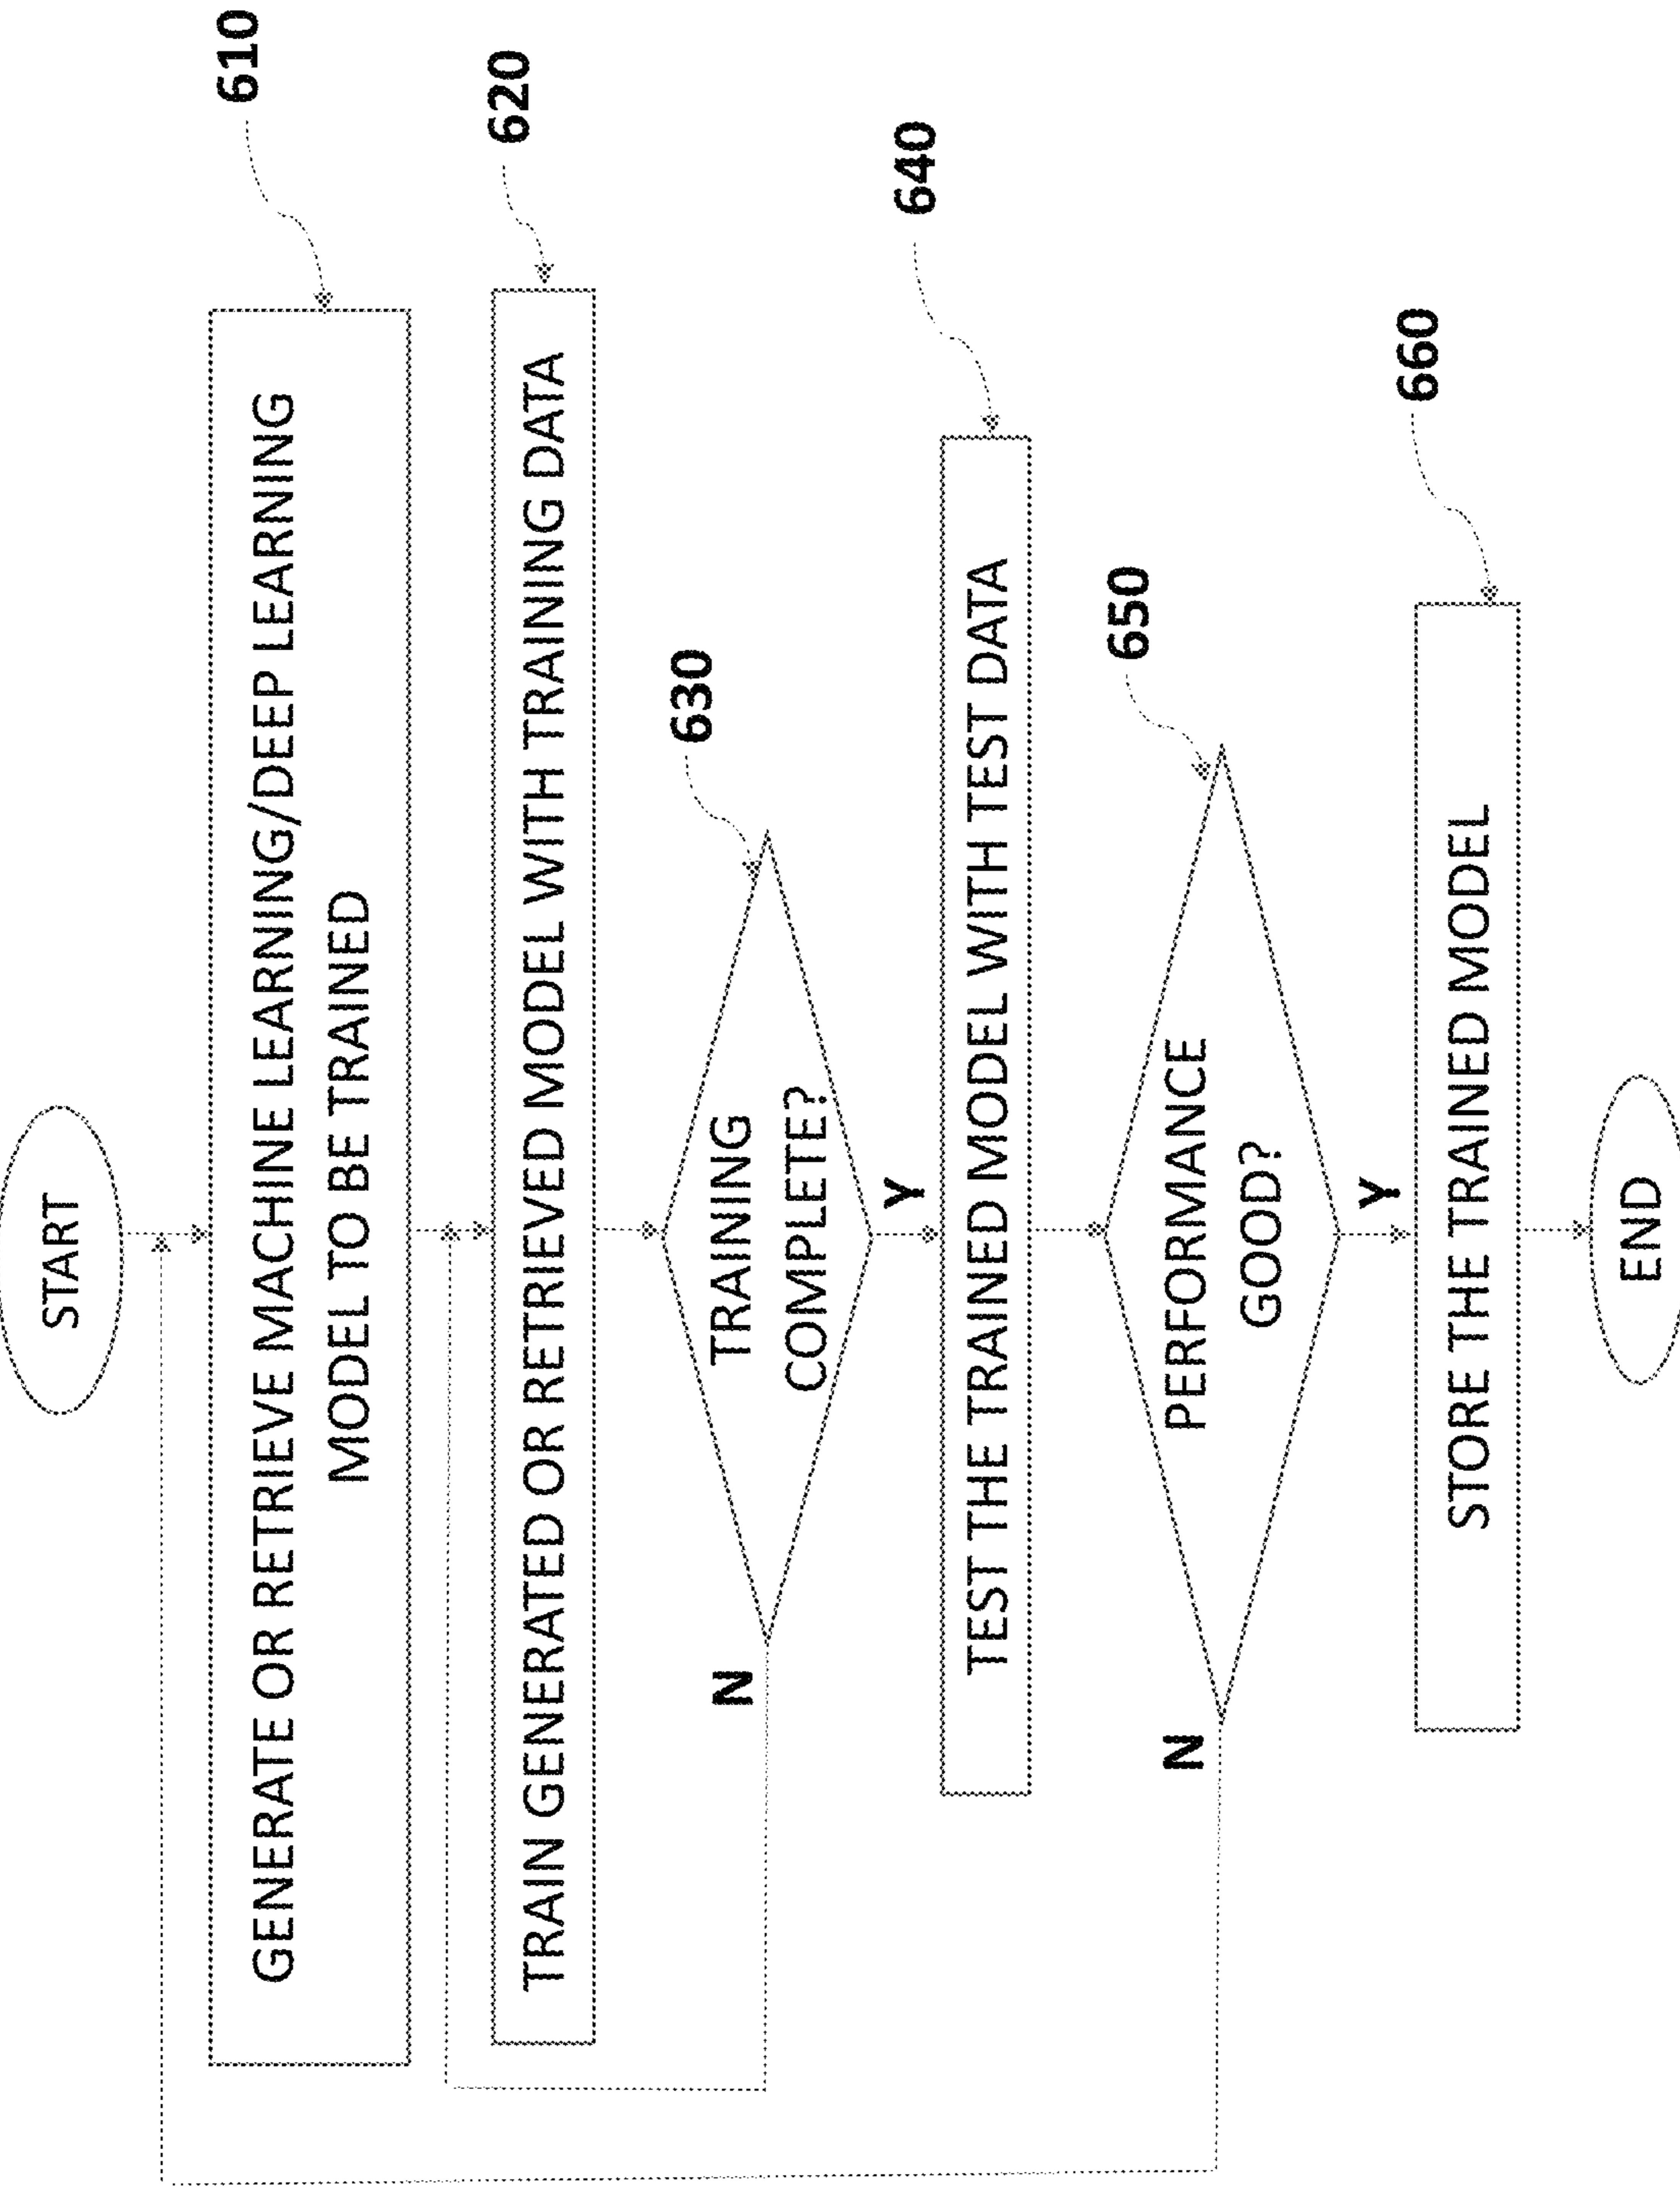 START
610
GENERATE OR RETRIEVE MACHINE LEARNING/DEEP LEARNING
MODEL TO BE TRAINED
620
TRAIN GENERATED OR RETRIEVED MODEL WITH TRAINING DATA
630
TRAINING
COMPLETE?
N
Y
640
TEST THE TRAINED MODEL WITH TEST DATA
650
PERFORMANCE
GOOD?
N
Y
660
STORE THE TRAINED MODEL
END